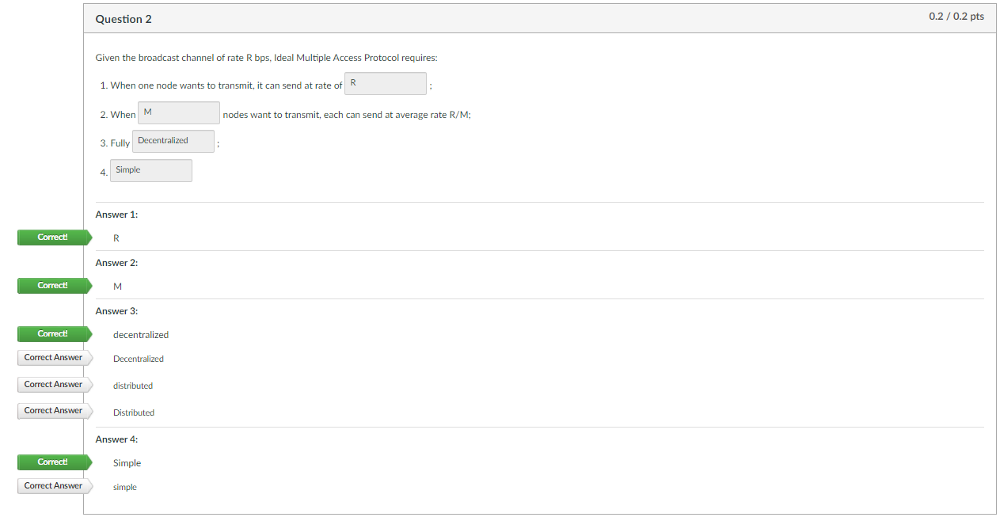 Question 2
0.2 / 0.2 pts
Given the broadcast channel of rate R bps, Ideal Multiple Access Protocol requires:
1. When one node wants to transmit, it can send at rate of R ;
2. When M nodes want to transmit, each can send at average rate R/M;
3. Fully Decentralized ;
4. Simple
Answer 1:
Correct! R
Answer 2:
Correct! M
Answer 3:
Correct! decentralized
Correct Answer Decentralized
Correct Answer distributed
Correct Answer Distributed
Answer 4:
Correct! Simple
Correct Answer simple